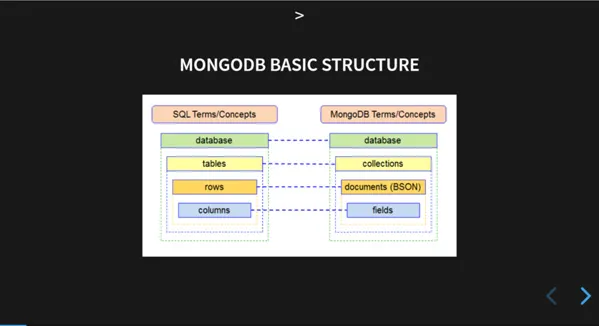 >
MONGODB BASIC STRUCTURE
SQL Terms/Concepts MongoDB Terms/Concepts
database database
tables collections
rows documents (BSON)
columns fields